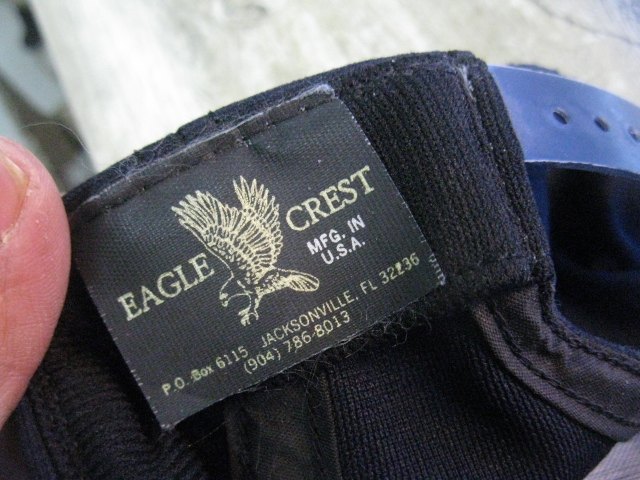 EAGLE CREST
MFG. IN
U.S.A.
P.O. Box 6115 JACKSONVILLE, FL 32236
(904) 786-8013